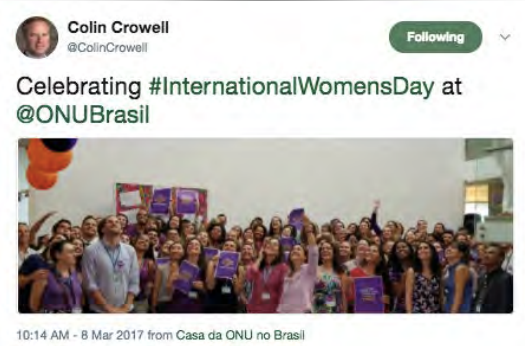 Colin Crowell
@ColinCrowell
Following
Celebrating #InternationalWomensDay at
@ONUBrasil
10:14 AM - 8 Mar 2017 from Casa da ONU no Brasil